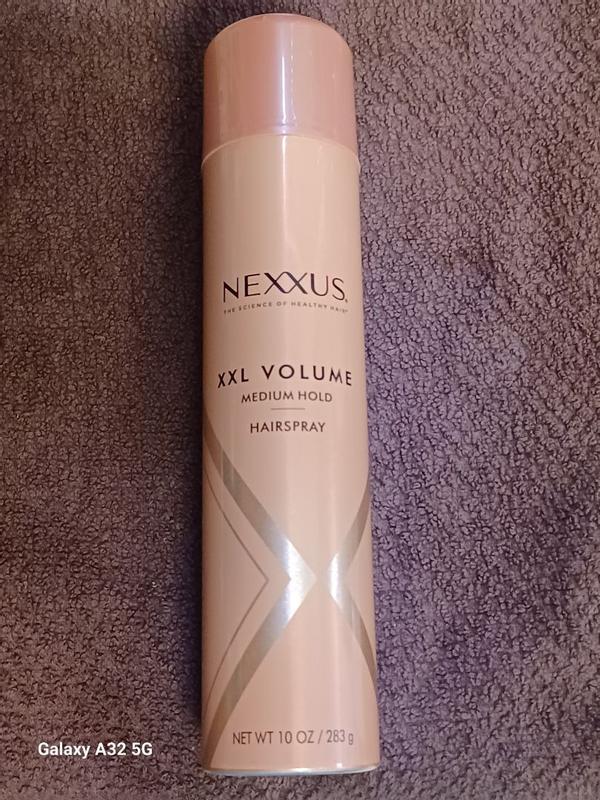 NEXXUS®
THE SCIENCE OF HEALTHY HAIR®
XXL VOLUME
MEDIUM HOLD
HAIRSPRAY
NET WT 10 OZ / 283 g
Galaxy A32 5G